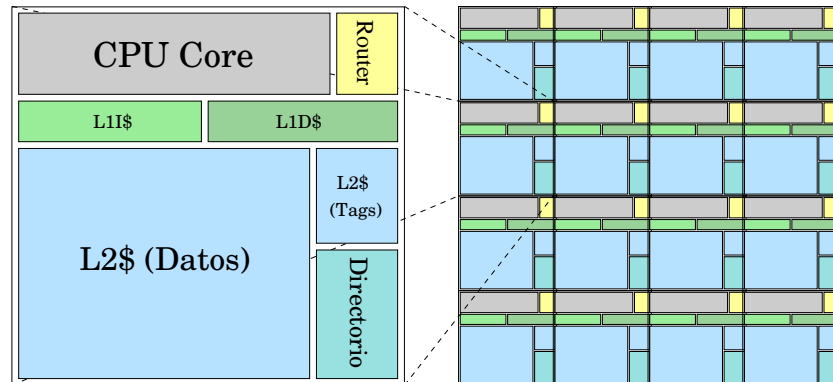 CPU Core
Router
L1I$
L1D$
L2$ (Datos)
L2$
(Tags)
Directorio